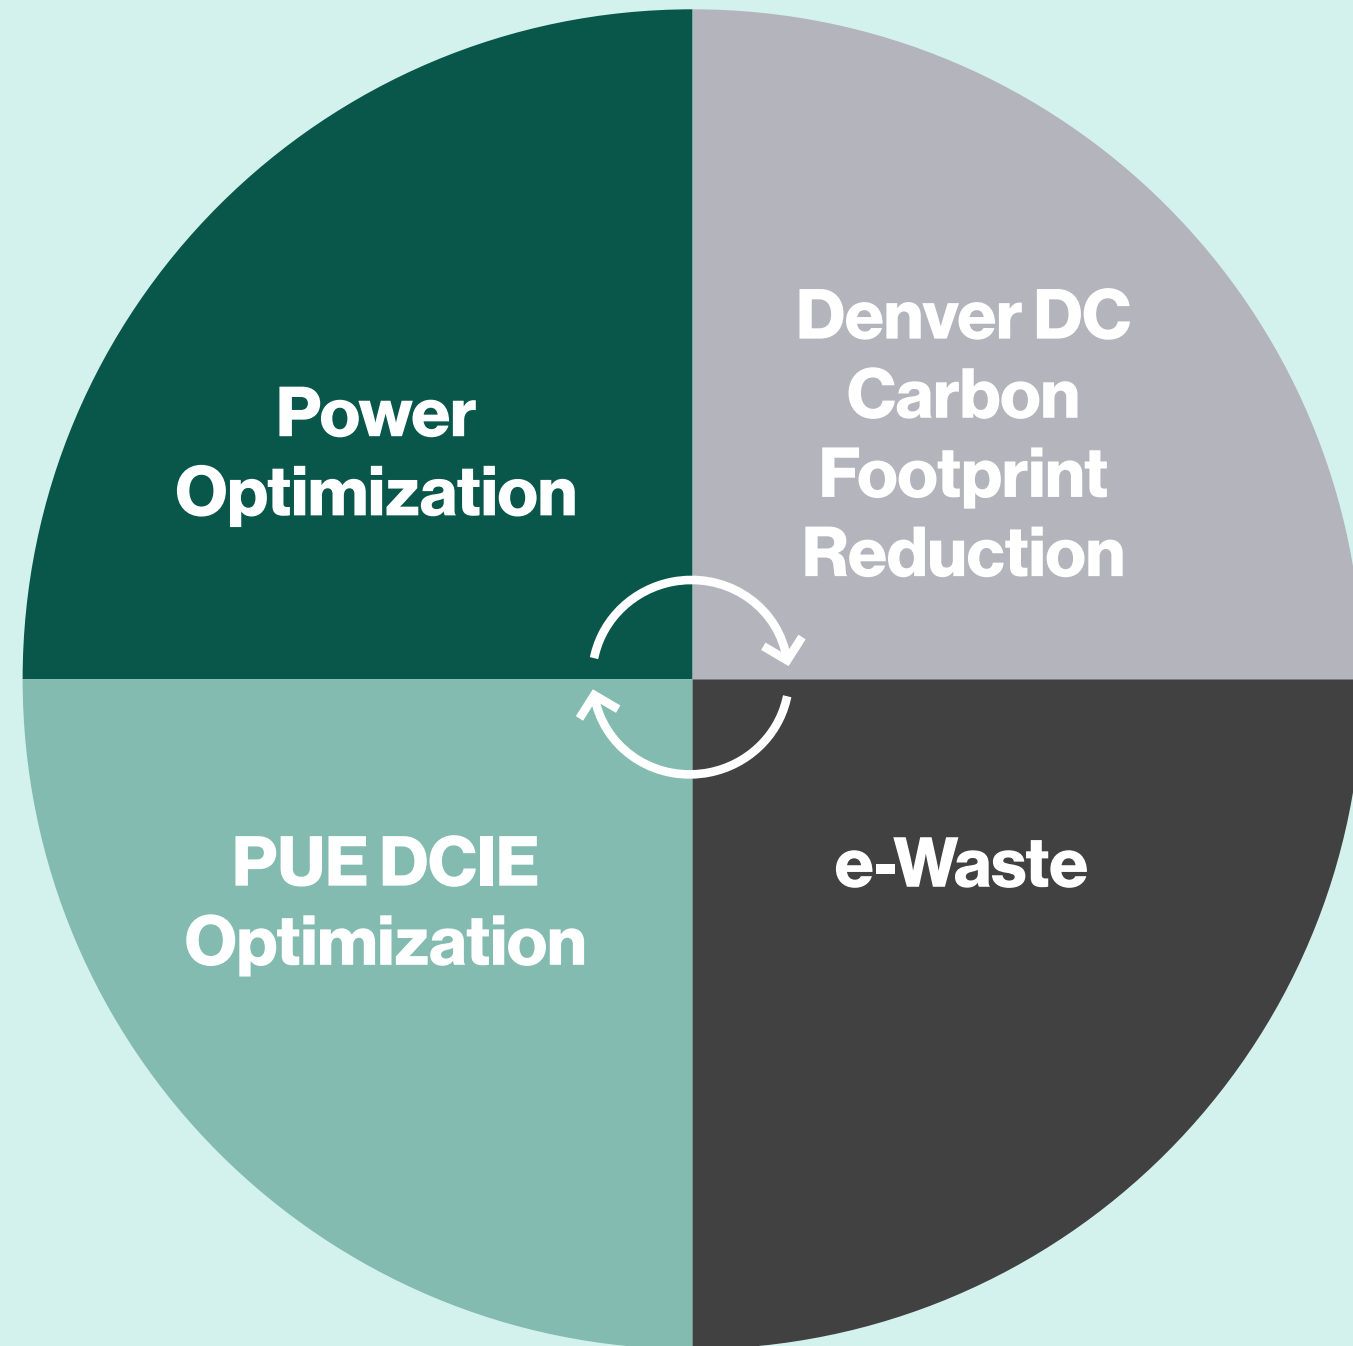 Power
Optimization
Denver DC
Carbon
Footprint
Reduction
PUE DCIE
Optimization
e-Waste